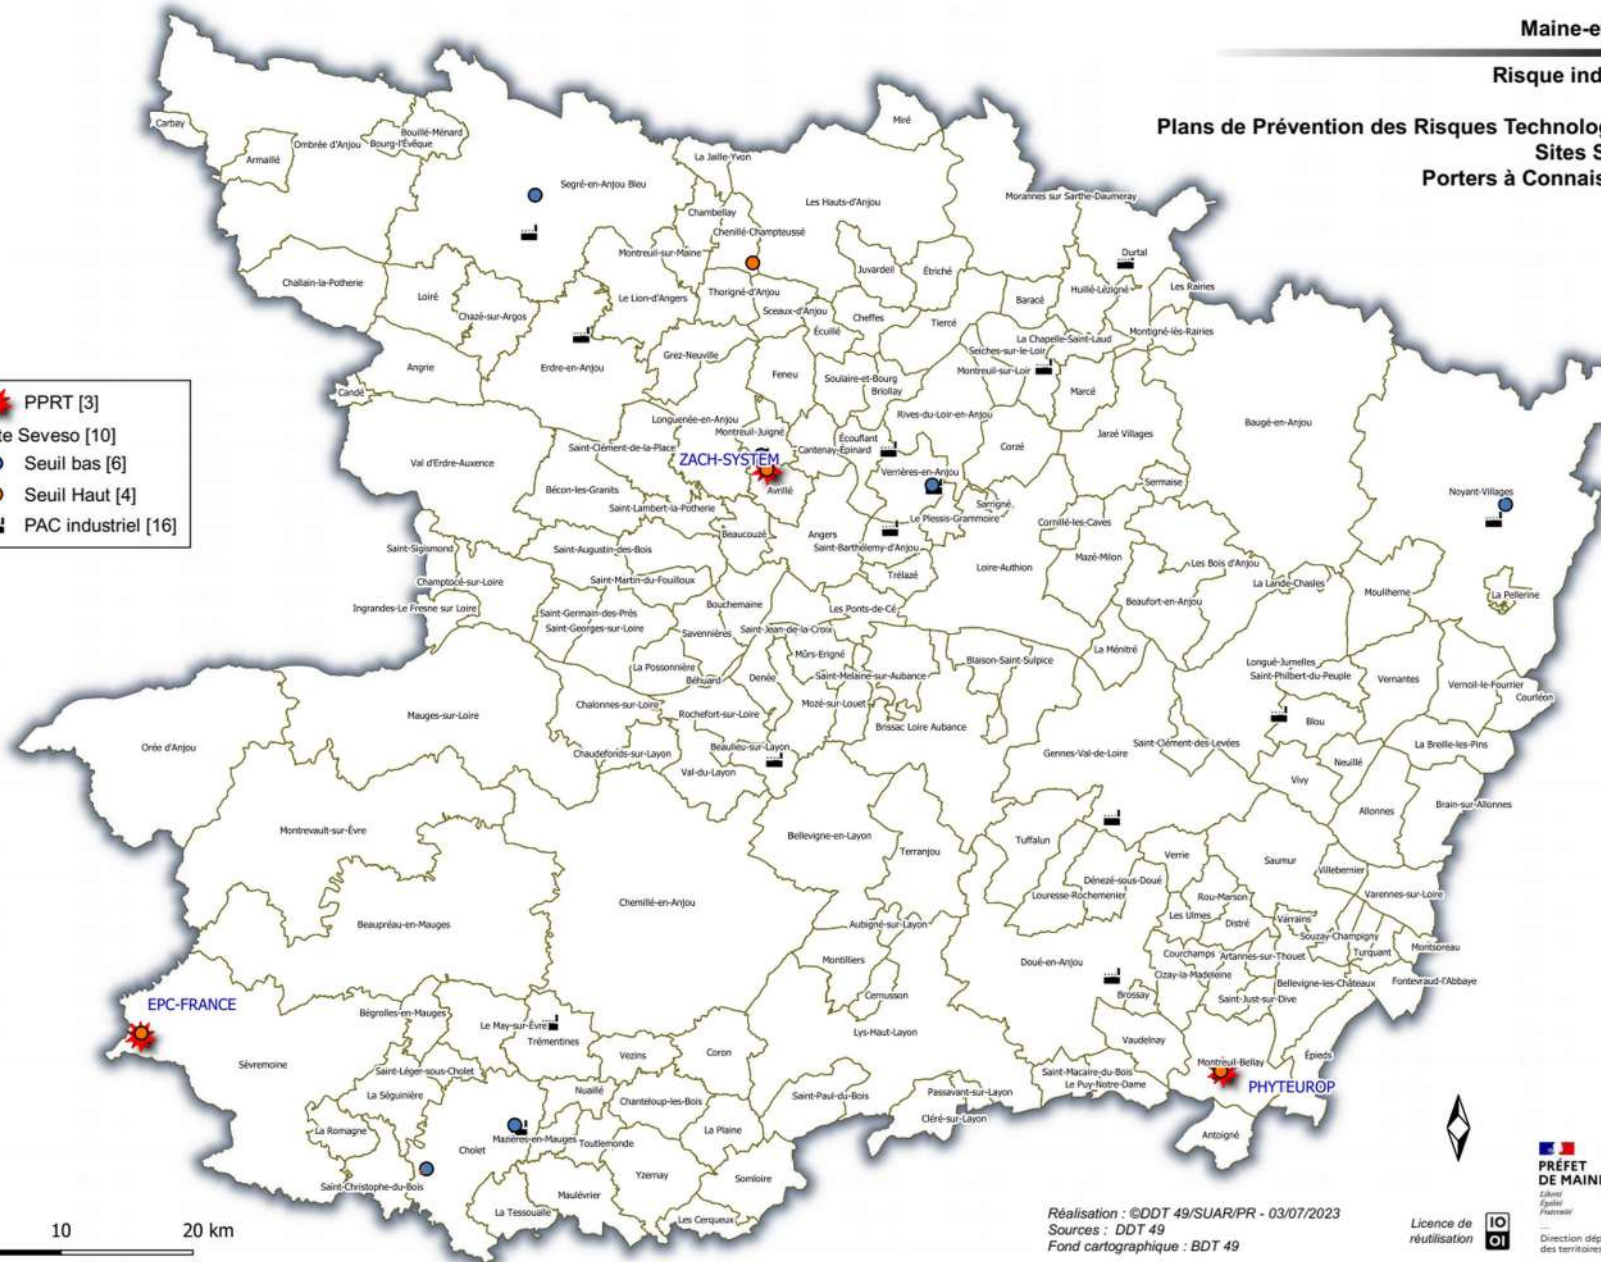 Maine-e
Risque ind
Plans de Prévention des Risques Technolog
Sites S
Porters à Connais
Carbay
Armaillé
Ombrée d'Anjou
Bouillé-Ménard
Bourg-l'Évêque
Segré-en-Anjou Bleu
La Jaille-Yvon
Miré
Chambellay
Les Hauts-d'Anjou
Morannes sur Sarthe-Daumeray
Chenillé-Champteussé
Montreuil-sur-Maine
Durtal
Juvardeil
Étriché
Challain-la-Potherie
Loiré
Le Lion-d'Angers
Thorigné-d'Anjou
Baracé
Huillé-Lézigné
Les Rairies
Chazé-sur-Argos
Sceaux-d'Anjou
Écuillé
Cheffes
Tiercé
La Chapelle-Saint-Laud
Montigné-lès-Rairies
Seiches-sur-le-Loir
Grez-Neuville
Angrie
Erdre-en-Anjou
Feneu
Soulaire-et-Bourg
Briollay
Montreuil-sur-Loir
Marcé
Candé
PPRT [3]
te Seveso [10]
Seuil bas [6]
Seuil Haut [4]
PAC industriel [16]
Longuenée-en-Anjou
Montreuil-Juigné
Rives-du-Loir-en-Anjou
Baugé-en-Anjou
Saint-Clément-de-la-Place
Écouflant
Cantenay-Épinard
Corzé
Jarzé Villages
ZACH-SYSTEM
Val d'Erdre-Auxence
Verrières-en-Anjou
Sermaise
Bécon-les-Granits
Avrillé
Noyant-Villages
Saint-Lambert-la-Potherie
Sarrigné
Le Plessis-Grammoire
Cornillé-les-Caves
Beaucouzé
Angers
Saint-Barthélemy-d'Anjou
Saint-Sigismond
Saint-Augustin-des-Bois
Mazé-Milon
Les Bois d'Anjou
Loire-Authion
Trélazé
Champtocé-sur-Loire
Saint-Martin-du-Fouilloux
La Lande-Chasles
Mouliherne
La Pellerine
Ingrandes-Le Fresne sur Loire
Saint-Germain-des-Prés
Bouchemaine
Les Ponts-de-Cé
Beaufort-en-Anjou
Saint-Georges-sur-Loire
Savennières
Saint-Jean-de-la-Croix
La Ménitré
Mûrs-Erigné
Blaison-Saint-Sulpice
La Possonnière
Béhuard
Denée
Saint-Melaine-sur-Aubance
Longué-Jumelles
Saint-Philbert-du-Peuple
Vernantes
Vernoil-le-Fourrier
Courléon
Mauges-sur-Loire
Chalonnes-sur-Loire
Rochefort-sur-Loire
Mozé-sur-Louet
Brissac Loire Aubance
Blou
Orée d'Anjou
Chaudefonds-sur-Layon
Beaulieu-sur-Layon
Gennes-Val-de-Loire
Saint-Clément-des-Levées
La Breille-les-Pins
Val-du-Layon
Vivy
Neuillé
Montrevault-sur-Èvre
Bellevigne-en-Layon
Terranjou
Tuffalun
Allonnes
Brain-sur-Allonnes
Verrie
Saumur
Villebernier
Dénezé-sous-Doué
Louresse-Rochemenier
Rou-Marson
Varennes-sur-Loire
Chemillé-en-Anjou
Beaupréau-en-Mauges
Aubigné-sur-Layon
Les Ulmes
Distré
Varrains
Souzay-Champigny
Turquant
Montsoreau
Montilliers
Doué-en-Anjou
Courchamps
Artannes-sur-Thouet
Cizay-la-Madeleine
Bellevigne-les-Châteaux
Fontevraud-l'Abbaye
Cernusson
Brossay
Saint-Just-sur-Dive
EPC-FRANCE
Bégrolles-en-Mauges
Le May-sur-Èvre
Trémentines
Lys-Haut-Layon
Vaudelnay
Vezins
Coron
Sèvremoine
Saint-Léger-sous-Cholet
Montreuil-Bellay
Épieds
Saint-Macaire-du-Bois
Le Puy-Notre-Dame
PHYTEUROP
La Séguinière
Nuaillé
Chanteloup-les-Bois
Saint-Paul-du-Bois
Passavant-sur-Layon
Cléré-sur-Layon
La Romagne
Mazières-en-Mauges
Toutlemonde
La Plaine
Antoigné
Cholet
Yzernay
Somloire
Saint-Christophe-du-Bois
Maulévrier
La Tessoualle
Les Cerqueux
10 20 km
Réalisation : ©DDT 49/SUAR/PR - 03/07/2023
Sources : DDT 49
Fond cartographique : BDT 49
Licence de
réutilisation
IO
OI
PRÉFET
DE MAINE
Liberté
Égalité
Fraternité
Direction dép
des territoires